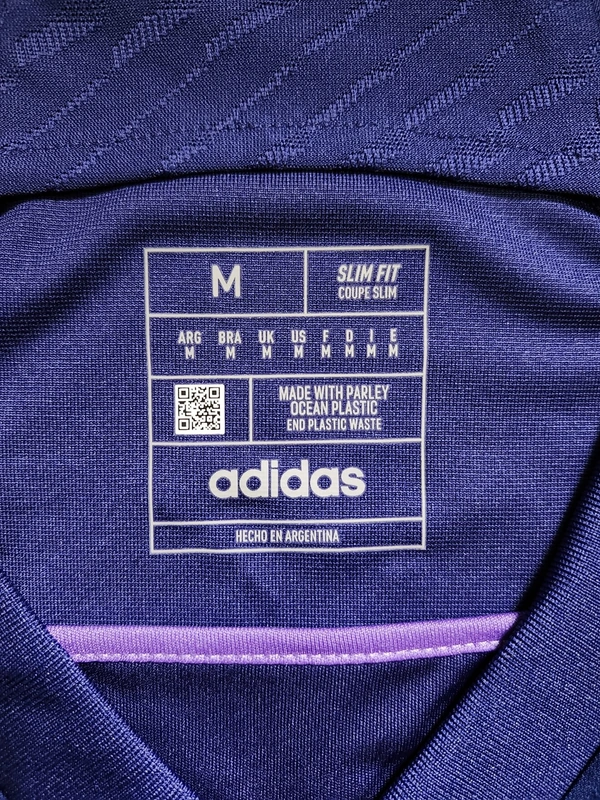 M
SLIM FIT
COUPE SLIM
ARG BRA UK US F D I E
M M M M M M M M
MADE WITH PARLEY
OCEAN PLASTIC
END PLASTIC WASTE
adidas
HECHO EN ARGENTINA